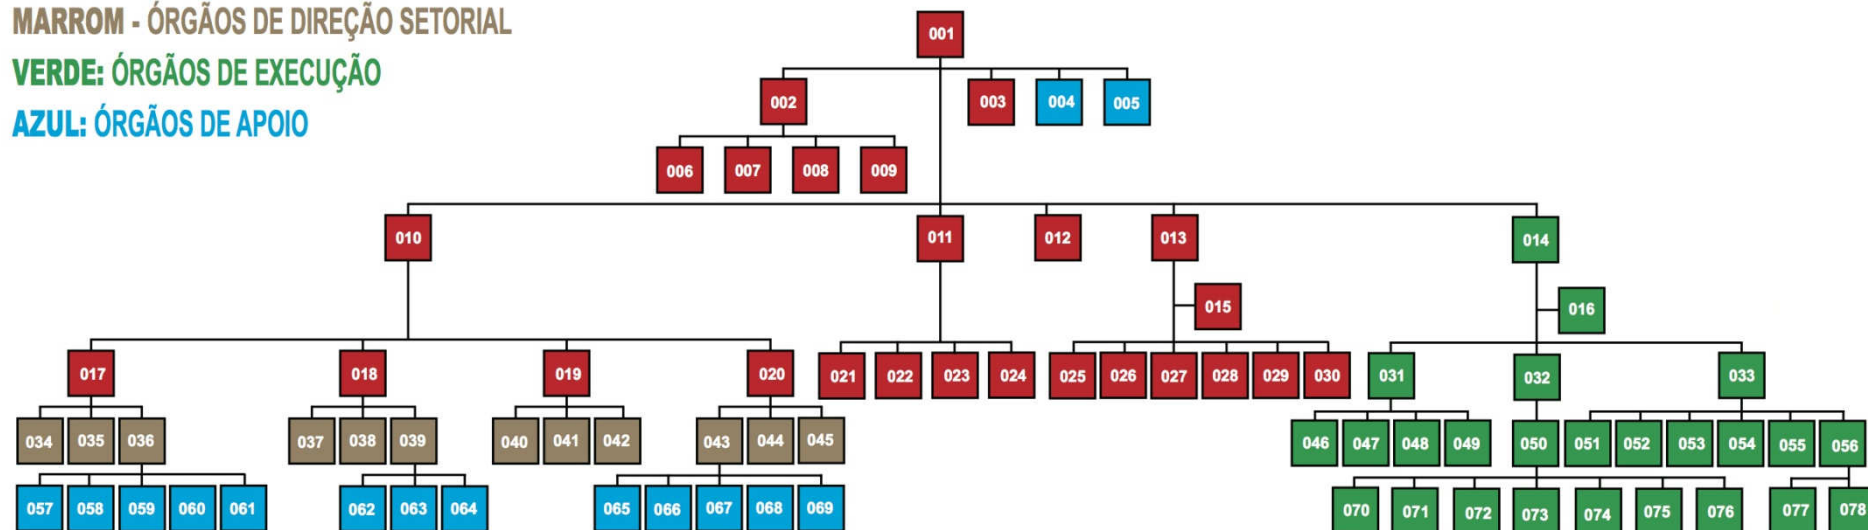 MARROM - ÓRGÃOS DE DIREÇÃO SETORIAL
VERDE: ÓRGÃOS DE EXECUÇÃO
AZUL: ÓRGÃOS DE APOIO
001
002 003 004 005
006 007 008 009
010 011 012 013 014
015 016
017 018 019 020 021 022 023 024 025 026 027 028 029 030 031 032 033
034 035 036 037 038 039 040 041 042 043 044 045 046 047 048 049 050 051 052 053 054 055 056
057 058 059 060 061 062 063 064 065 066 067 068 069 070 071 072 073 074 075 076 077 078